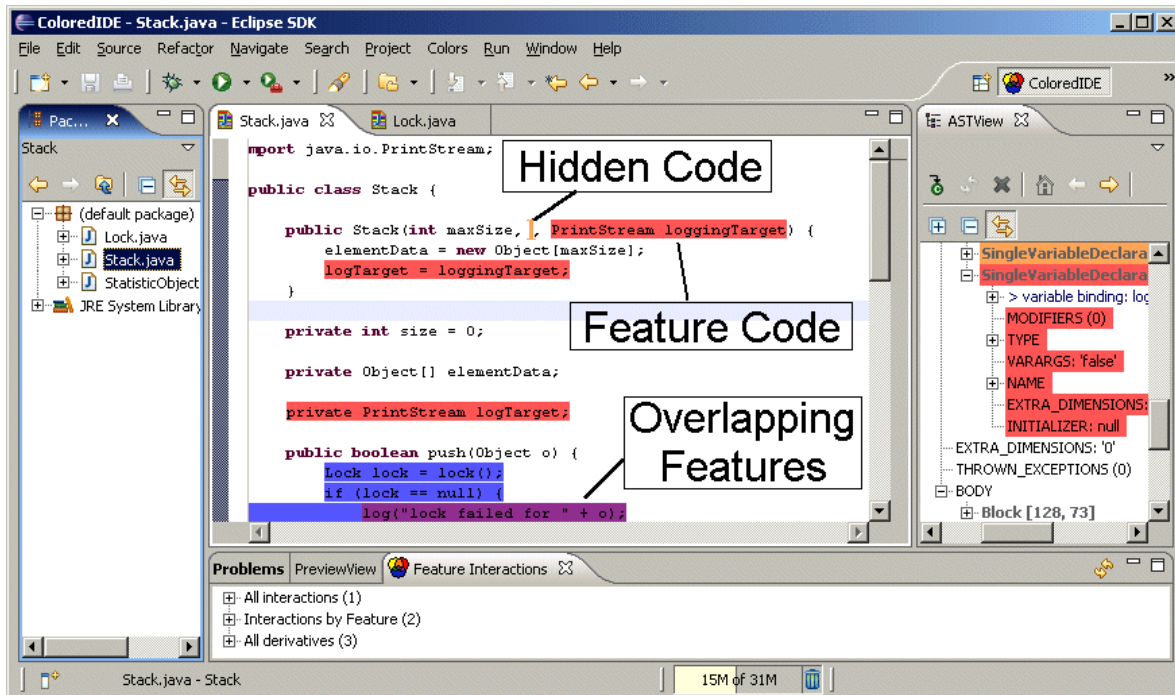 ColoredIDE - Stack.java - Eclipse SDK
File Edit Source Refactor Navigate Search Project Colors Run Window Help
ColoredIDE
Pac...
Stack
(default package)
Lock.java
Stack.java
StatisticObject
JRE System Library
Stack.java
Lock.java
mport java.io.PrintStream;
public class Stack {
public Stack(int maxSize, , PrintStream loggingTarget) {
elementData = new Object[maxSize];
logTarget = loggingTarget;
}
private int size = 0;
private Object[] elementData;
private PrintStream logTarget;
public boolean push(Object o) {
Lock lock = lock();
if (lock == null) {
log("lock failed for " + o);
Hidden Code
Feature Code
Overlapping
Features
ASTView
SingleVariableDeclara
SingleVariableDeclara
> variable binding: log
MODIFIERS (0)
TYPE
VARARGS: 'false'
NAME
EXTRA_DIMENSIONS:
INITIALIZER: null
EXTRA_DIMENSIONS: '0'
THROWN_EXCEPTIONS (0)
BODY
Block [128, 73]
Problems PreviewView Feature Interactions
All interactions (1)
Interactions by Feature (2)
All derivatives (3)
Stack.java - Stack
15M of 31M